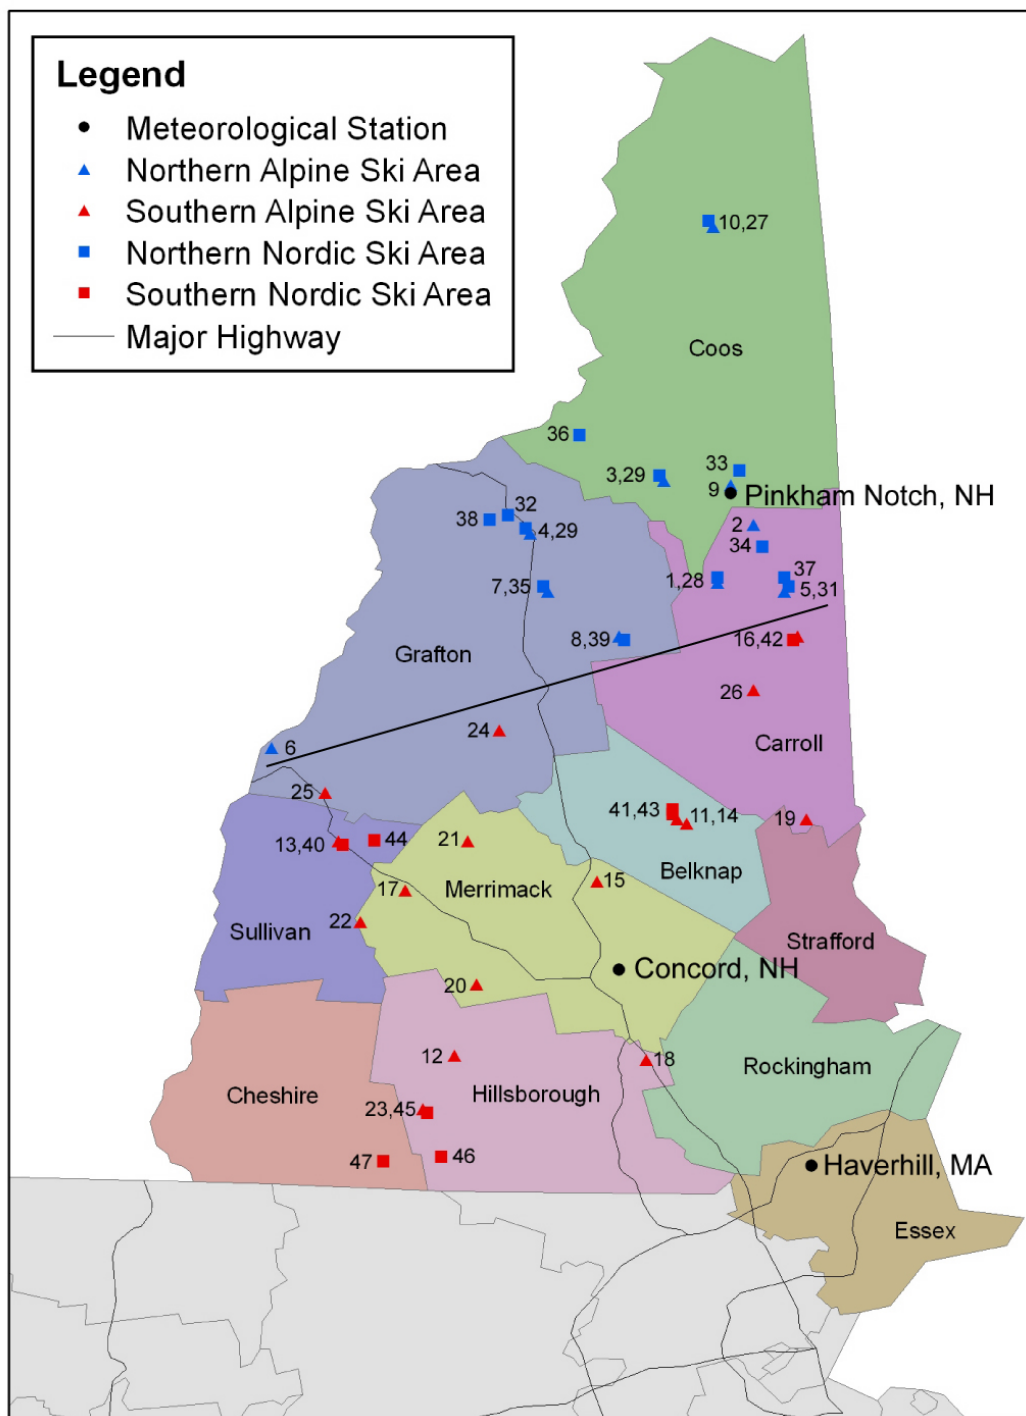 Legend
Meteorological Station
Northern Alpine Ski Area
Southern Alpine Ski Area
Northern Nordic Ski Area
Southern Nordic Ski Area
Major Highway
10,27
Coos
36
3,29
33
9
Pinkham Notch, NH
32
38
4,29
2
34
7,35
1,28
37
5,31
8,39
16,42
Grafton
26
24
Carroll
6
25
41,43
11,14
19
13,40
44
21
Belknap
17
Merrimack
15
22
Sullivan
Strafford
Concord, NH
20
12
18
Rockingham
Cheshire
Hillsborough
23,45
47
46
Haverhill, MA
Essex